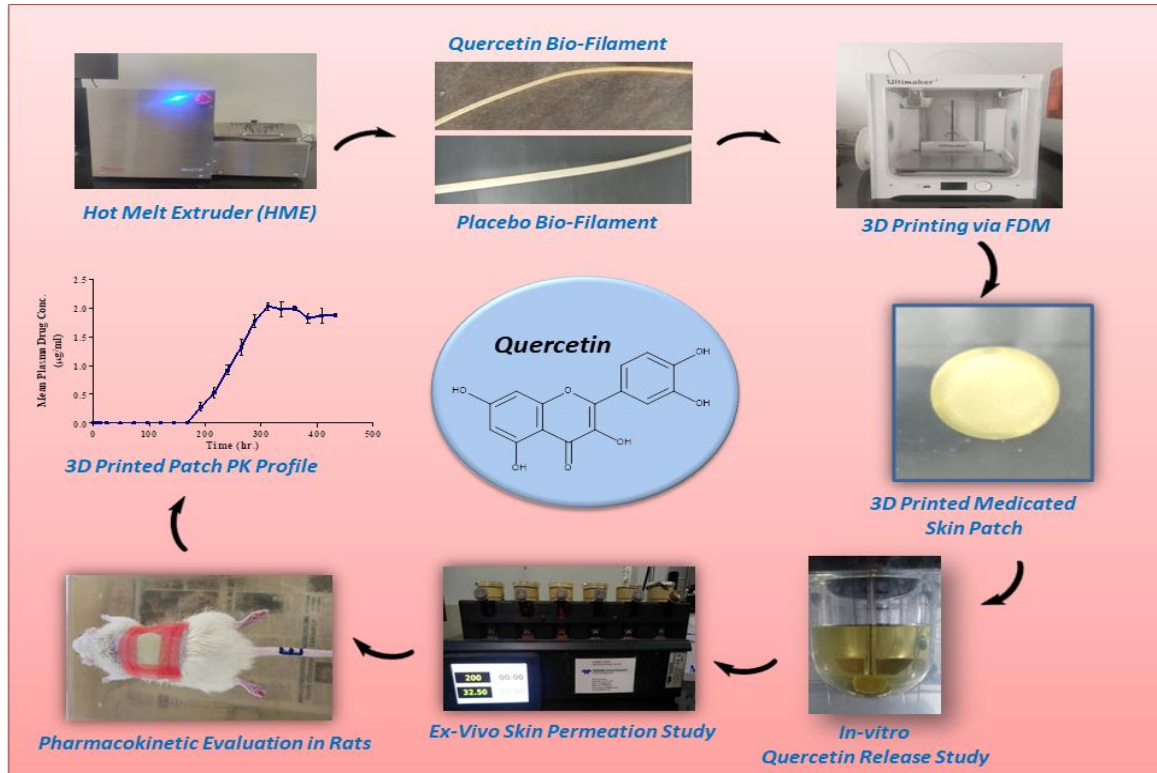 Quercetin Bio-Filament
Ultimaker
Ultimaker
Hot Melt Extruder (HME)
Placebo Bio-Filament
3D Printing via FDM
Mean Plasma Drug Conc.
(µg/ml)
2.5
2.0
1.5
1.0
0.5
0.0
0 100 200 300 400 500
Time (hr.)
3D Printed Patch PK Profile
Quercetin
OH
HO
O
OH
OH
OH
O
3D Printed Medicated
Skin Patch
200 00:00
32.50
Pharmacokinetic Evaluation in Rats
Ex-Vivo Skin Permeation Study
In-vitro
Quercetin Release Study